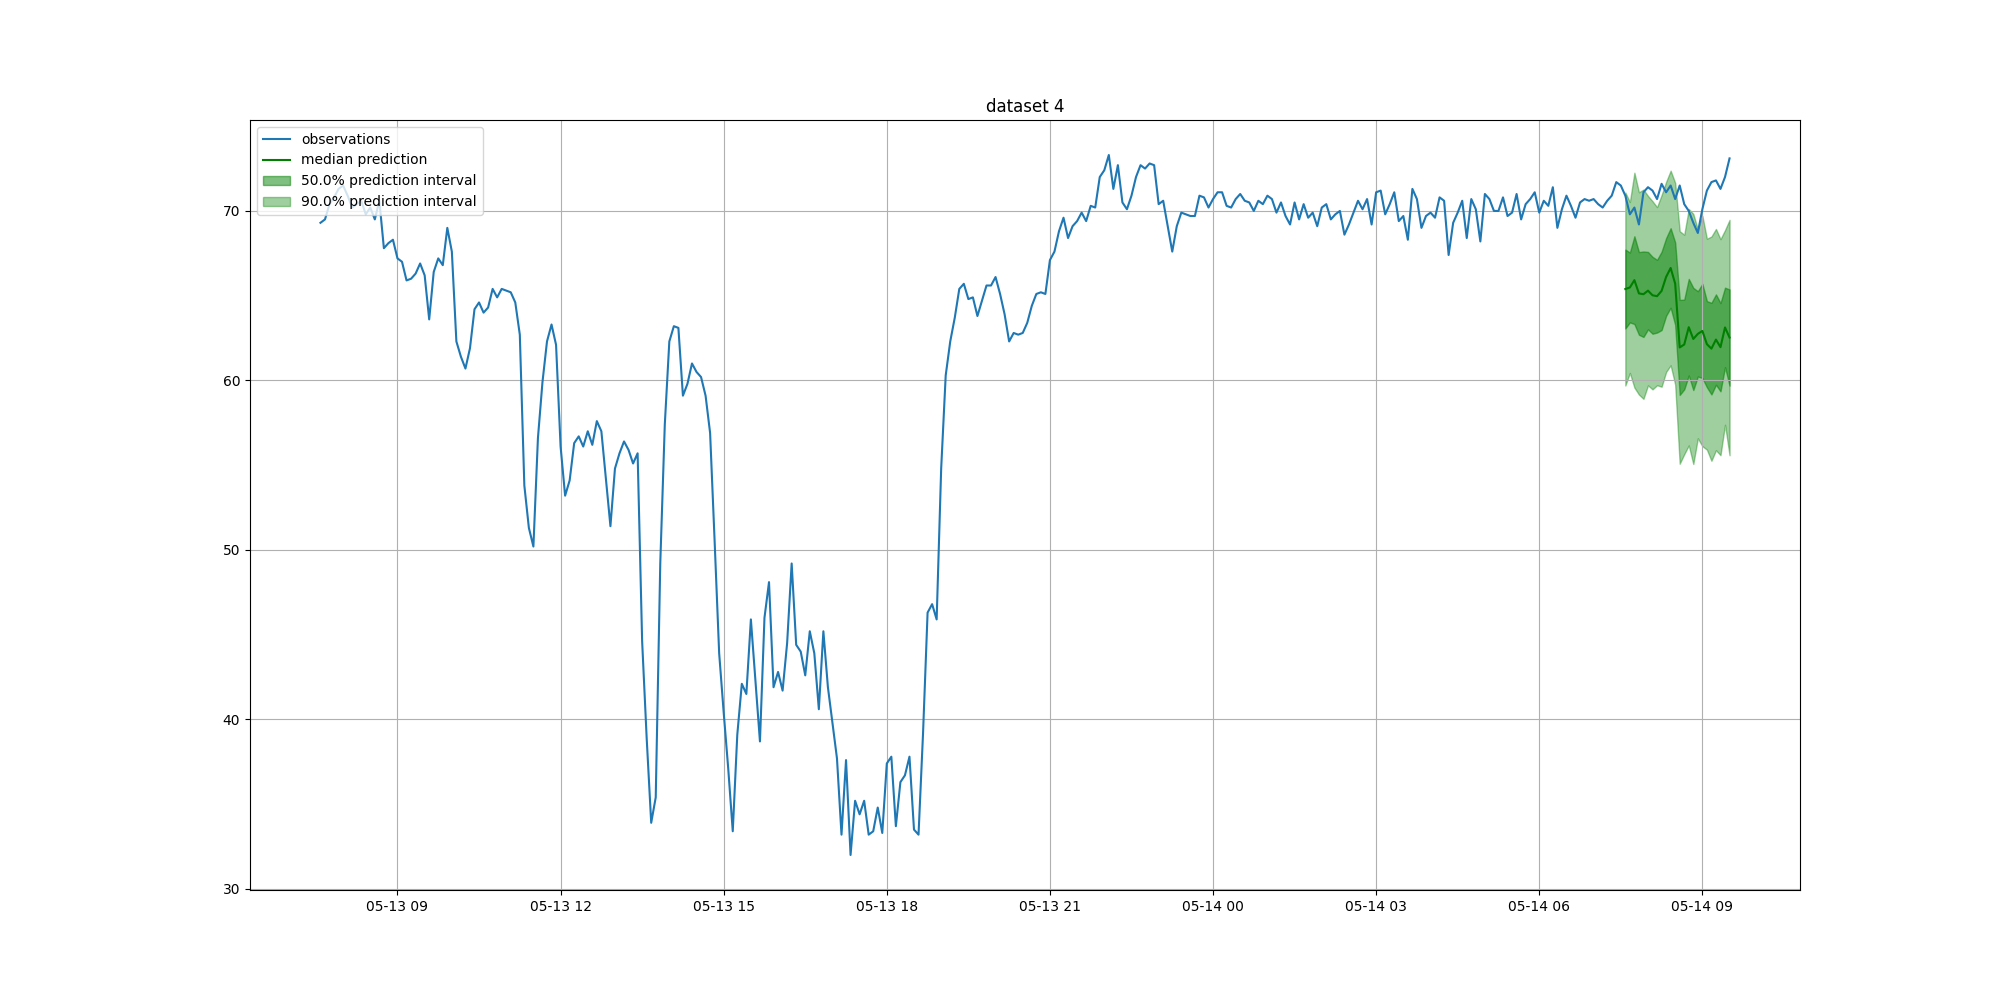 dataset 4
observations
median prediction
50.0% prediction interval
90.0% prediction interval
70
60
50
40
30
05-13 09
05-13 12
05-13 15
05-13 18
05-13 21
05-14 00
05-14 03
05-14 06
05-14 09